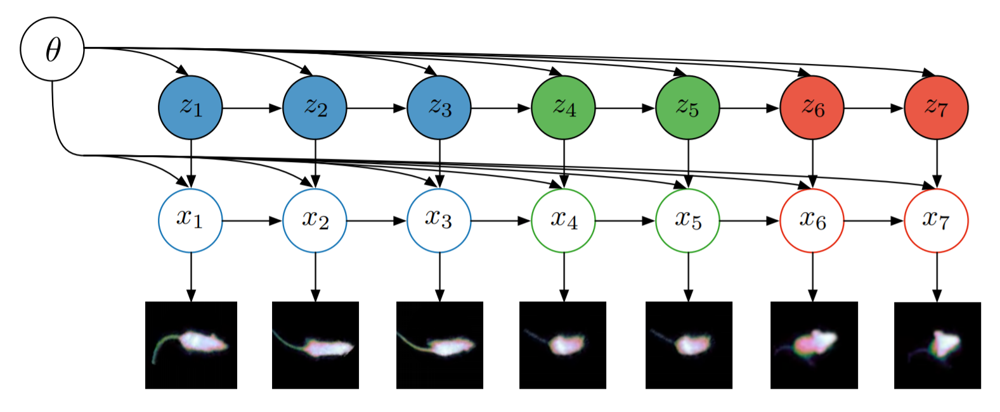 θ
z₁ z₂ z₃ z₄ z₅ z₆ z₇
x₁ x₂ x₃ x₄ x₅ x₆ x₇